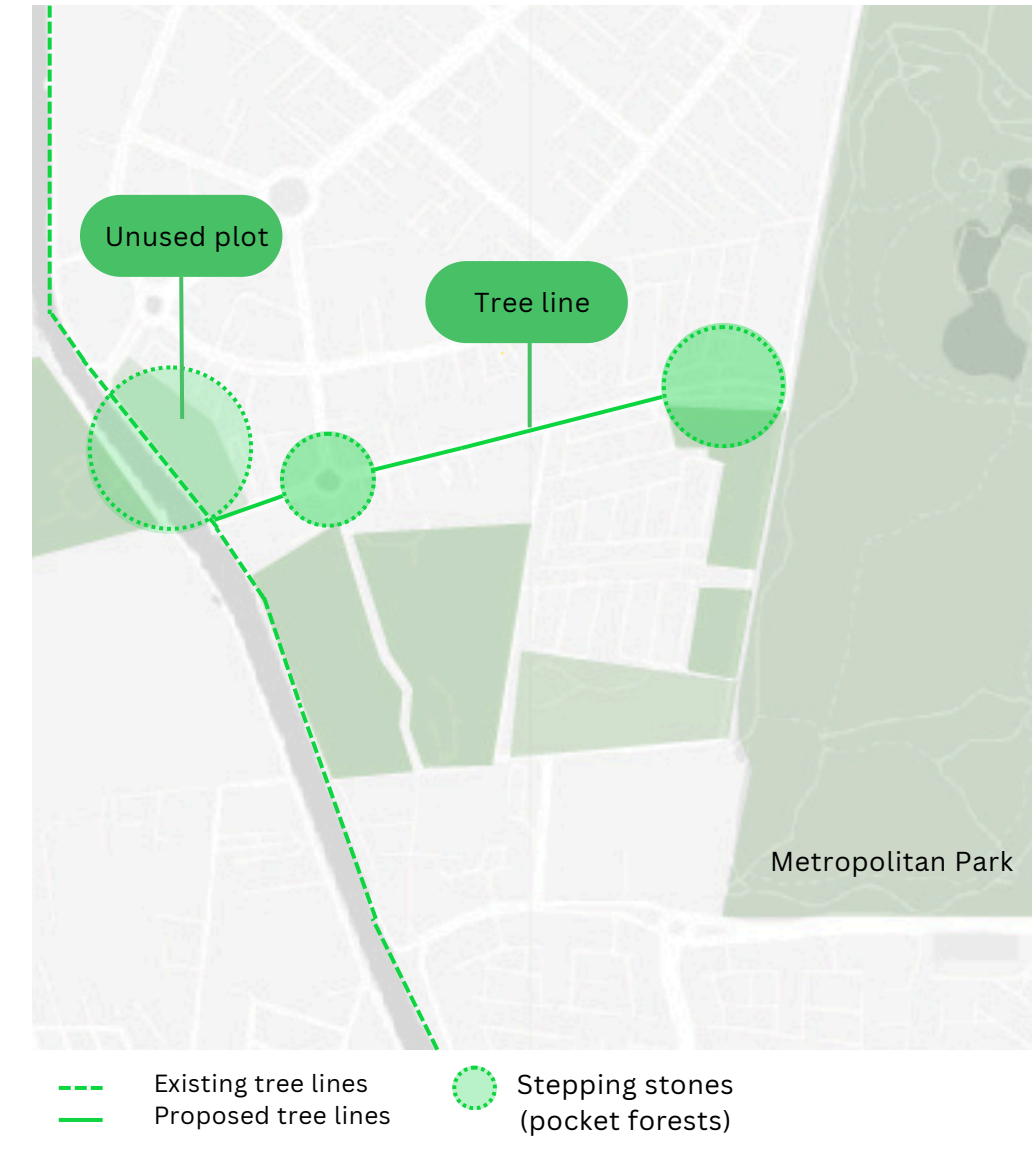 Unused plot
Tree line
Metropolitan Park
Existing tree lines
Proposed tree lines
Stepping stones
(pocket forests)